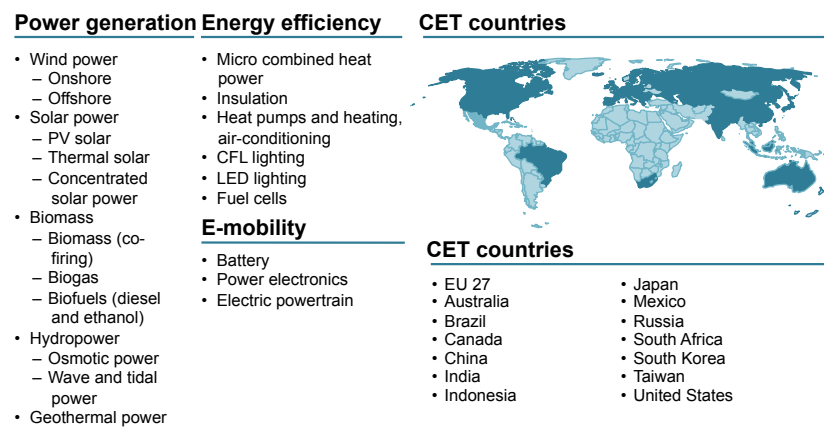 Power generation
• Wind power
– Onshore
– Offshore
• Solar power
– PV solar
– Thermal solar
– Concentrated
solar power
• Biomass
– Biomass (co-
firing)
– Biogas
– Biofuels (diesel
and ethanol)
• Hydropower
– Osmotic power
– Wave and tidal
power
• Geothermal power
Energy efficiency
• Micro combined heat
power
• Insulation
• Heat pumps and heating,
air-conditioning
• CFL lighting
• LED lighting
• Fuel cells
E-mobility
• Battery
• Power electronics
• Electric powertrain
CET countries
CET countries
• EU 27
• Australia
• Brazil
• Canada
• China
• India
• Indonesia
• Japan
• Mexico
• Russia
• South Africa
• South Korea
• Taiwan
• United States